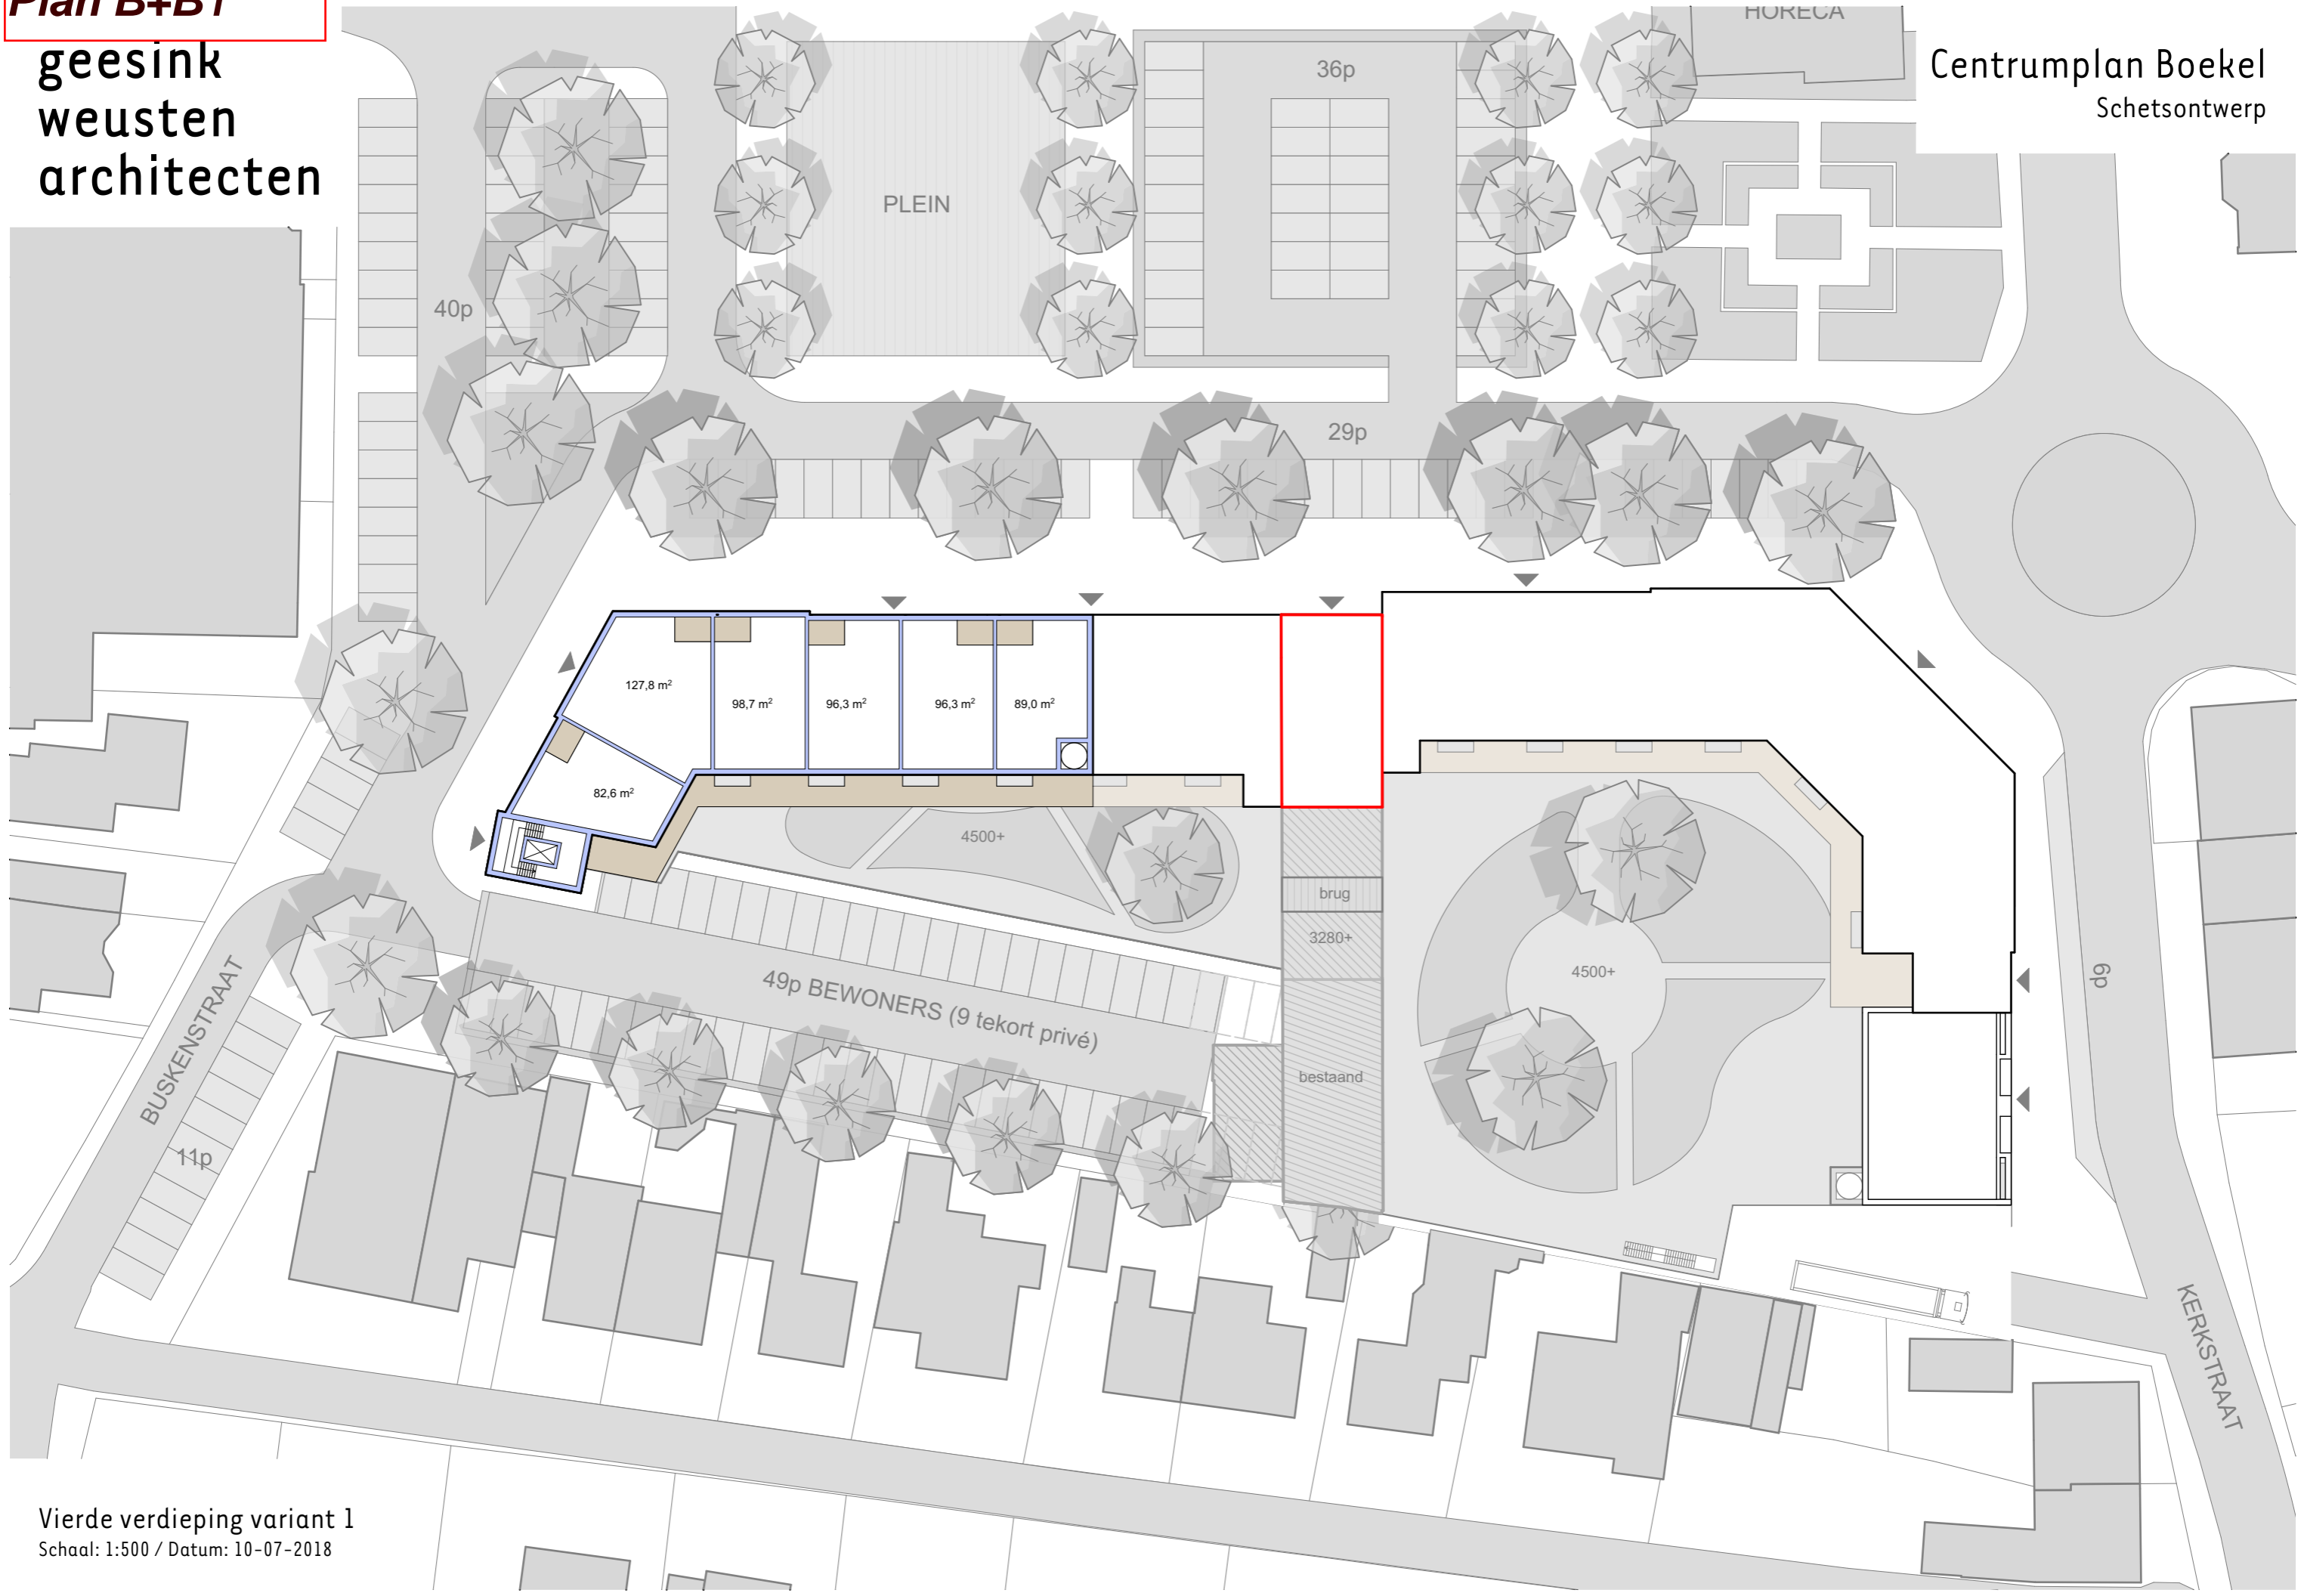 Plan B+B1
geesink
weusten
architecten
Centrumplan Boekel
Schetsontwerp
HORECA
36p
PLEIN
40p
29p
127,8 m²
98,7 m²
96,3 m²
96,3 m²
89,0 m²
82,6 m²
4500+
brug
3280+
4500+
6p
49p BEWONERS (9 tekort privé)
bestaand
BUSKENSTRAAT
11p
KERKSTRAAT
Vierde verdieping variant 1
Schaal: 1:500 / Datum: 10-07-2018